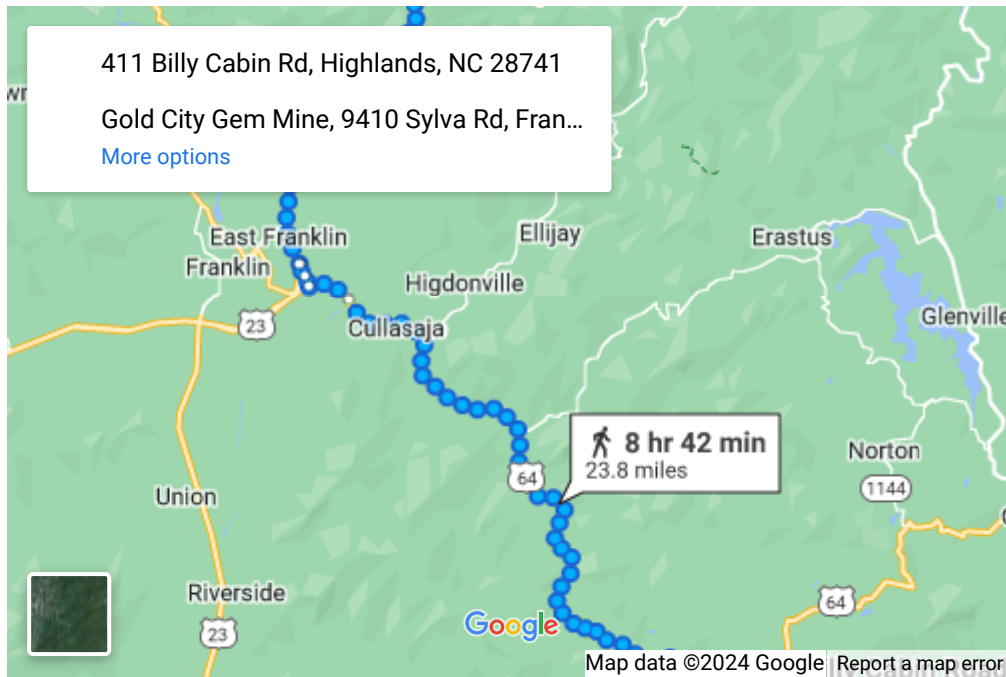 411 Billy Cabin Rd, Highlands, NC 28741
Gold City Gem Mine, 9410 Sylva Rd, Fran...
More options
East Franklin
Franklin
Ellijay
Erastus
Higdonville
Glenville
23
Cullasaja
8 hr 42 min
23.8 miles
64
Norton
1144
Union
Riverside
64
23
Google
Map data ©2024 Google
Report a map error